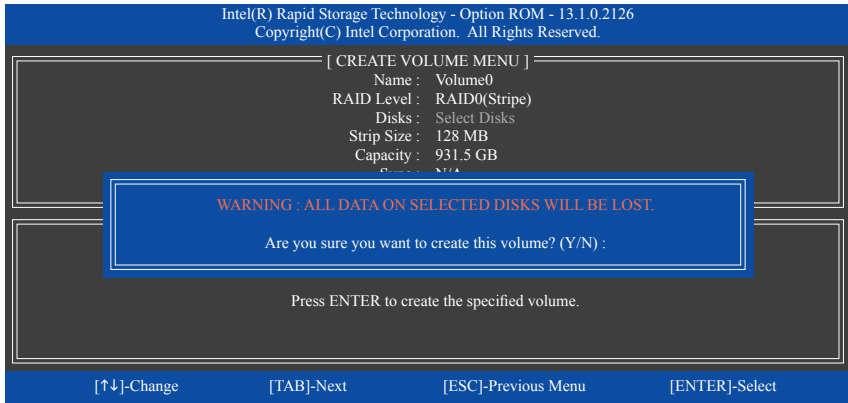 Intel(R) Rapid Storage Technology - Option ROM - 13.1.0.2126
Copyright(C) Intel Corporation. All Rights Reserved.
[ CREATE VOLUME MENU ]
Name : Volume0
RAID Level : RAID0(Stripe)
Disks : Select Disks
Strip Size : 128 MB
Capacity : 931.5 GB
Sync : N/A
WARNING : ALL DATA ON SELECTED DISKS WILL BE LOST.
Are you sure you want to create this volume? (Y/N) :
Press ENTER to create the specified volume.
[↑↓]-Change [TAB]-Next [ESC]-Previous Menu [ENTER]-Select